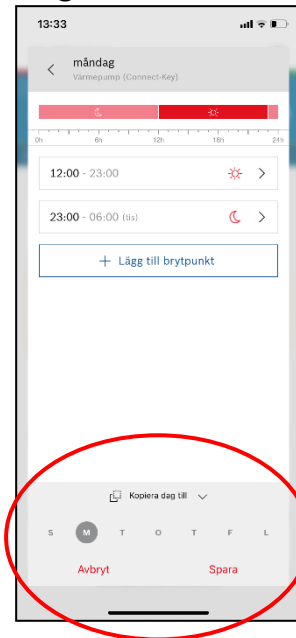 13:33
måndag
Värmepump (Connect-Key)
0h 6h 12h 18h 24h
12:00 - 23:00
23:00 - 06:00 (tis)
+ Lägg till brytpunkt
Kopiera dag till
S M T O T F L
Avbryt Spara